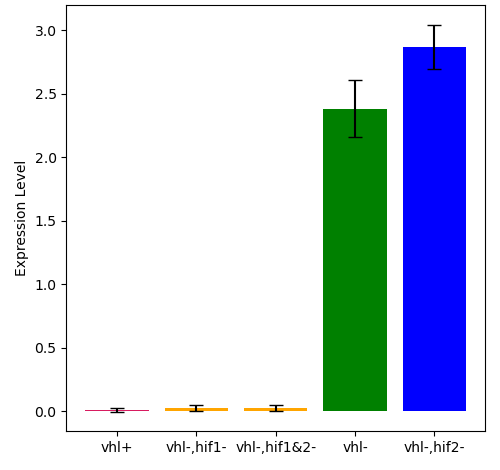 3.0
2.5
2.0
1.5
1.0
0.5
0.0
Expression Level
vhl+
vhl-,hif1-
vhl-,hif1&2-
vhl-
vhl-,hif2-